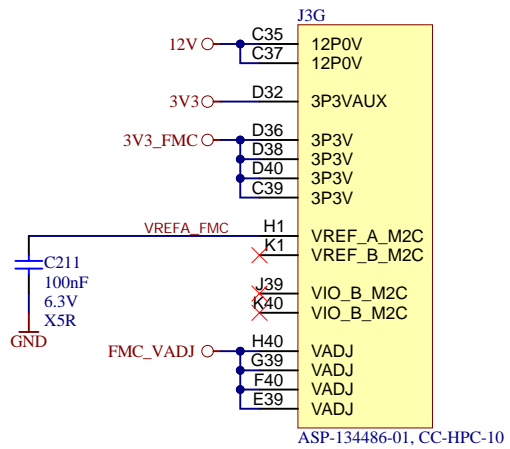 J3G
12V C35 12P0V
C37 12P0V
3V3 D32 3P3VAUX
3V3_FMC D36 3P3V
D38 3P3V
D40 3P3V
C39 3P3V
VREFA_FMC H1 VREF_A_M2C
K1 VREF_B_M2C
C211
100nF
6.3V
X5R
GND
J39 VIO_B_M2C
K40 VIO_B_M2C
FMC_VADJ H40 VADJ
G39 VADJ
F40 VADJ
E39 VADJ
ASP-134486-01, CC-HPC-10